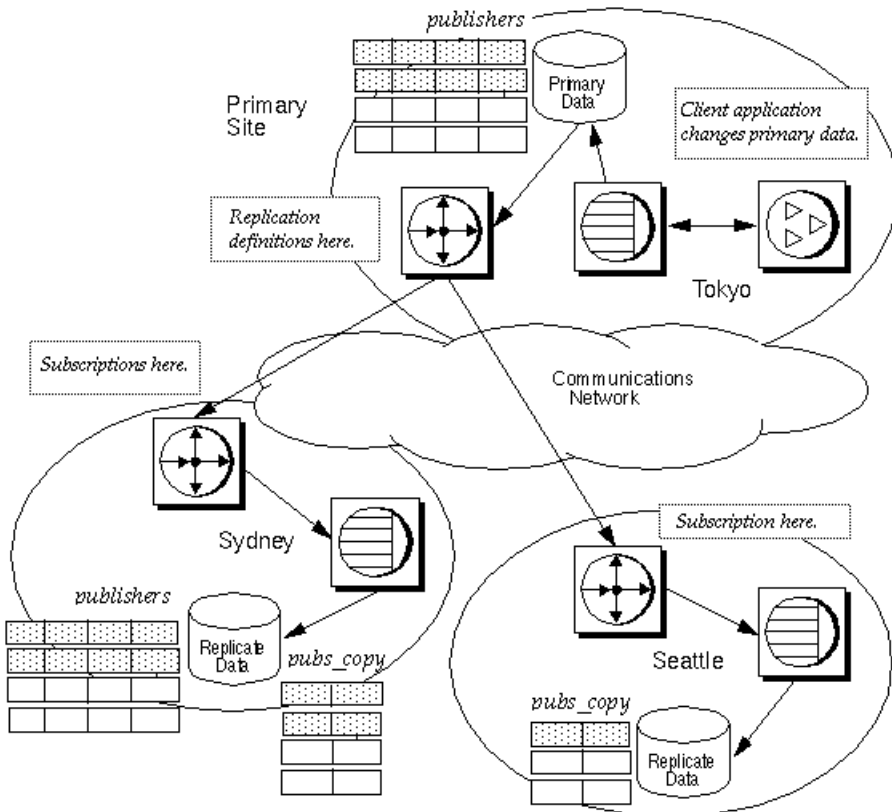 publishers
Primary
Data
Primary
Site
Client application
changes primary data.
Replication
definitions here.
Tokyo
Subscriptions here.
Communications
Network
Sydney
Subscription here.
publishers
Replicate
Data
pubs_copy
Seattle
pubs_copy
Replicate
Data